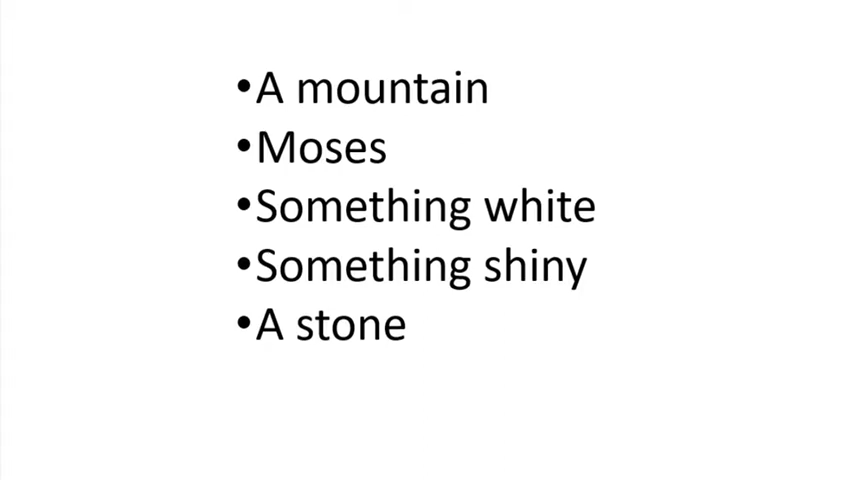 •A mountain
•Moses
•Something white
•Something shiny
•A stone